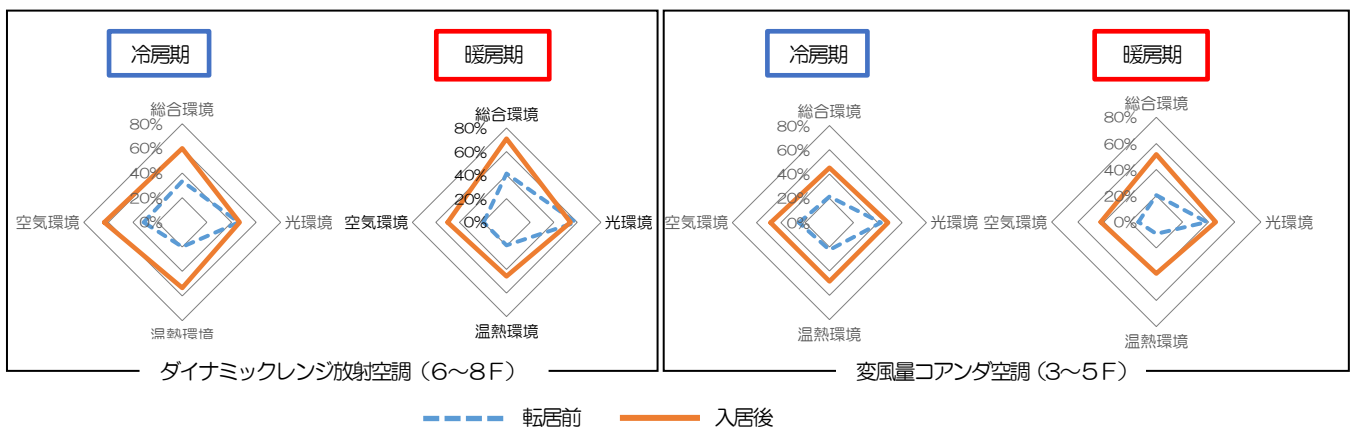 冷房期
暖房期
冷房期
暖房期
総合環境
80%
60%
40%
20%
0%
空気環境
光環境
温熱環境
総合環境
80%
60%
40%
20%
0%
空気環境
光環境
温熱環境
総合環境
80%
60%
40%
20%
0%
空気環境
光環境
温熱環境
総合環境
80%
60%
40%
20%
0%
空気環境
光環境
温熱環境
ダイナミックレンジ放射空調(6~8F)
変風量コアンダ空調(3~5F)
転居前
入居後